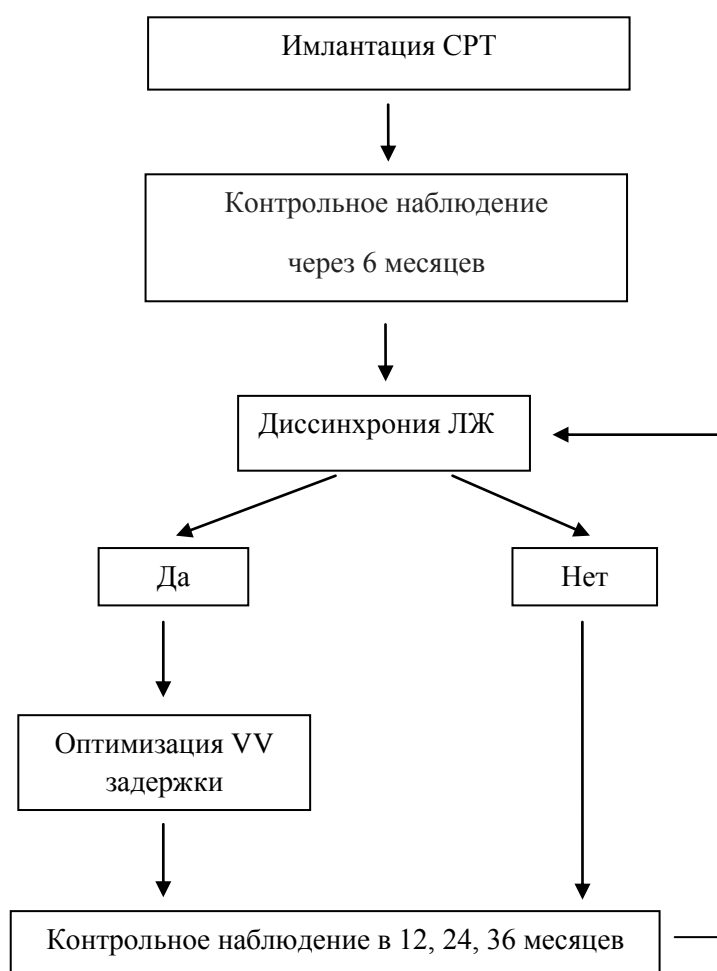 Имлантация СРТ
Контрольное наблюдение
через 6 месяцев
Диссинхрония ЛЖ
Да
Нет
Оптимизация VV
задержки
Контрольное наблюдение в 12, 24, 36 месяцев